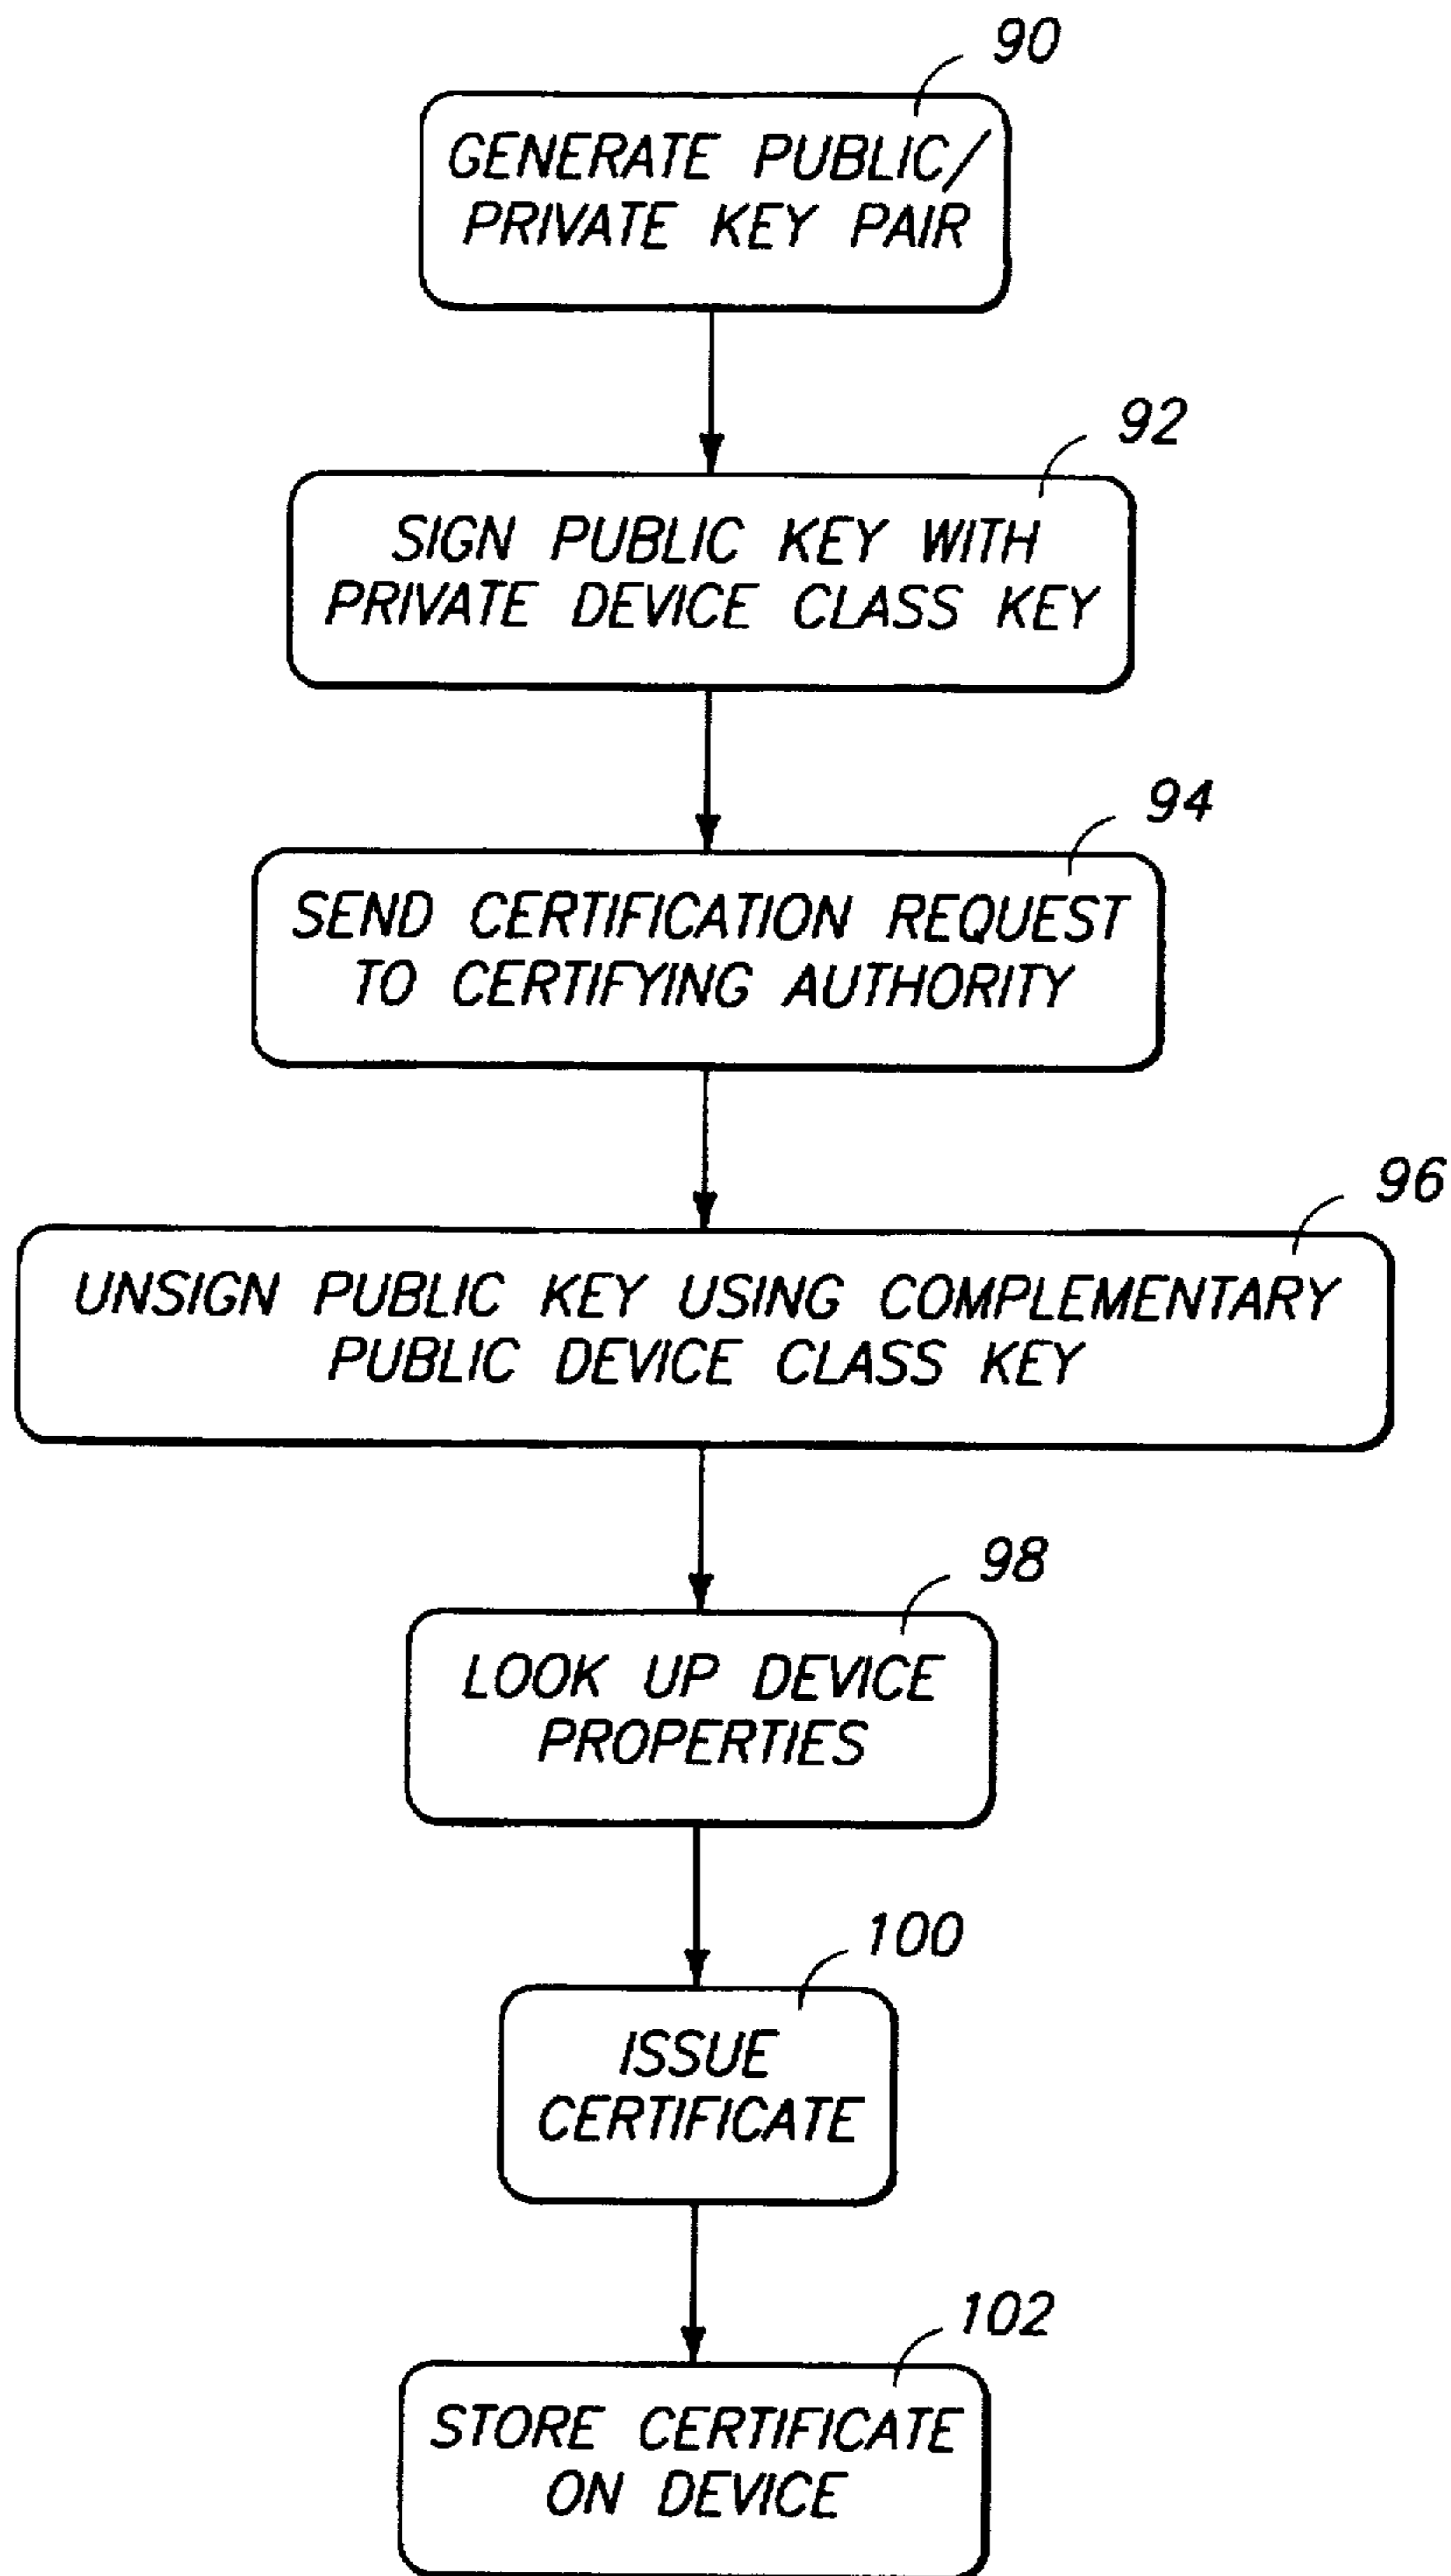 90
GENERATE PUBLIC/
PRIVATE KEY PAIR
92
SIGN PUBLIC KEY WITH
PRIVATE DEVICE CLASS KEY
94
SEND CERTIFICATION REQUEST
TO CERTIFYING AUTHORITY
96
UNSIGN PUBLIC KEY USING COMPLEMENTARY
PUBLIC DEVICE CLASS KEY
98
LOOK UP DEVICE
PROPERTIES
100
ISSUE
CERTIFICATE
102
STORE CERTIFICATE
ON DEVICE